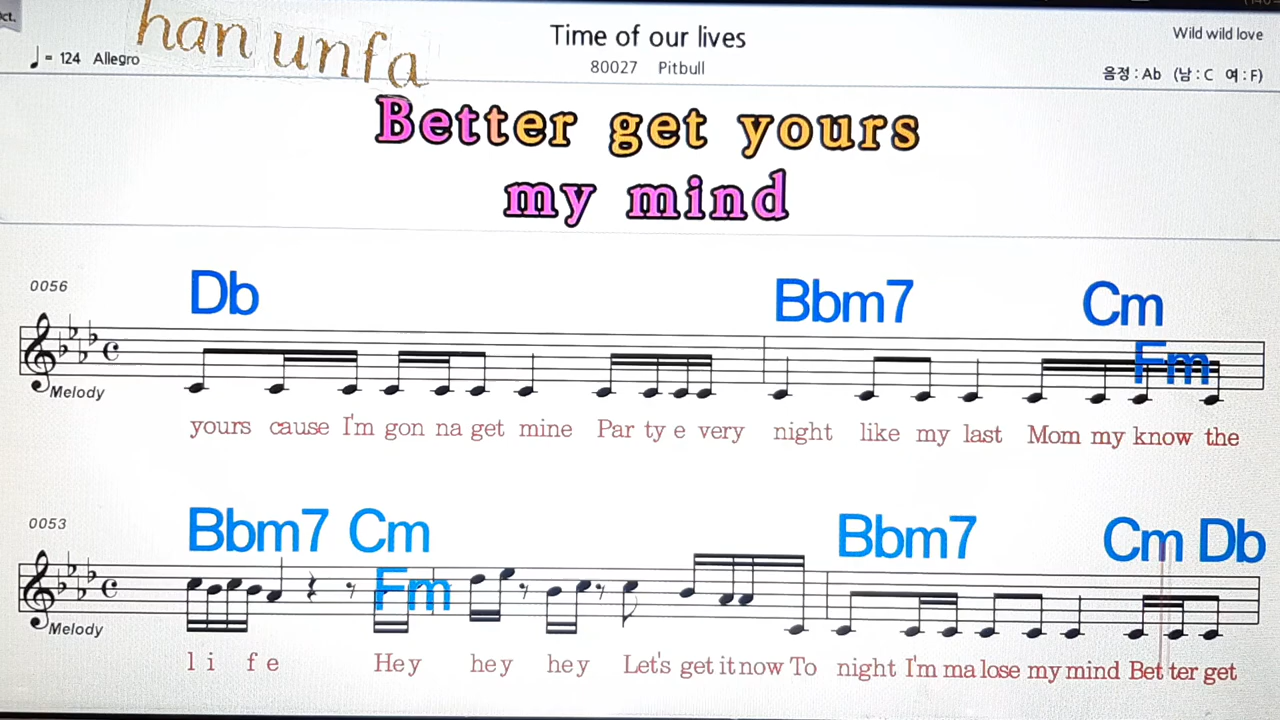 ct.
han unfa
Time of our lives
Wild wild love
♩= 124 Allegro
80027 Pitbull
음정 : Ab (남 : C 여 : F)
Better get yours
my mind
0056
Db Bbm7 Cm
Fm
Melody
yours cause I'm gon na get mine Par ty e very night like my last Mom my know the
0053
Bbm7 Cm Bbm7 Cm Db
Fm
Melody
l i f e Hey hey hey Let's get it now To night I'm ma lose my mind Bet ter get